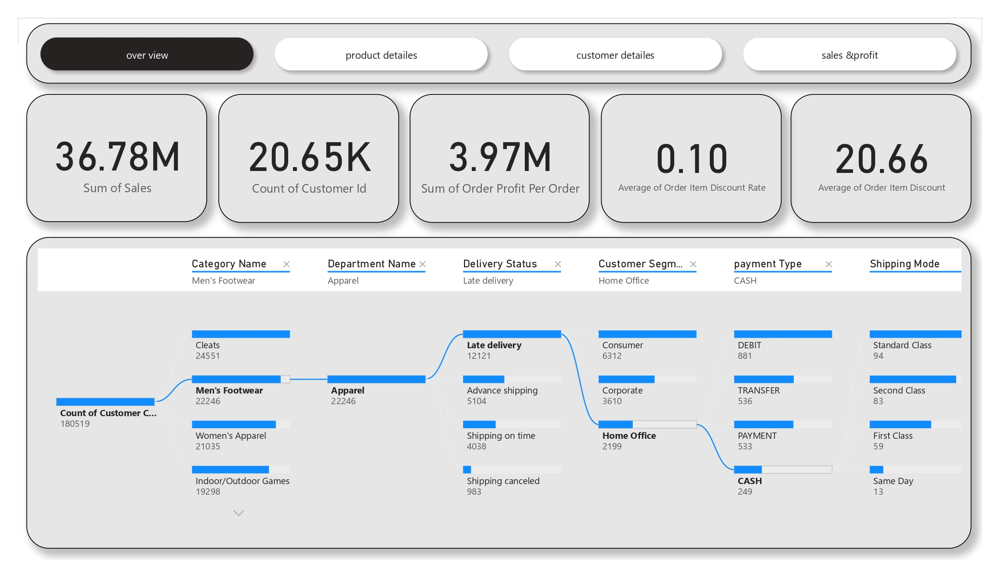 over view
product detailes
customer detailes
sales &profit
36.78M
Sum of Sales
20.65K
Count of Customer Id
3.97M
Sum of Order Profit Per Order
0.10
Average of Order Item Discount Rate
20.66
Average of Order Item Discount
Category Name
Men's Footwear
Department Name
Apparel
Delivery Status
Late delivery
Customer Segm...
Home Office
payment Type
CASH
Shipping Mode
Count of Customer C...
180519
Cleats
24551
Men's Footwear
22246
Women's Apparel
21035
Indoor/Outdoor Games
19298
Apparel
22246
Late delivery
12121
Advance shipping
5104
Shipping on time
4038
Shipping canceled
983
Consumer
6312
Corporate
3610
Home Office
2199
DEBIT
881
TRANSFER
536
PAYMENT
533
CASH
249
Standard Class
94
Second Class
83
First Class
59
Same Day
13